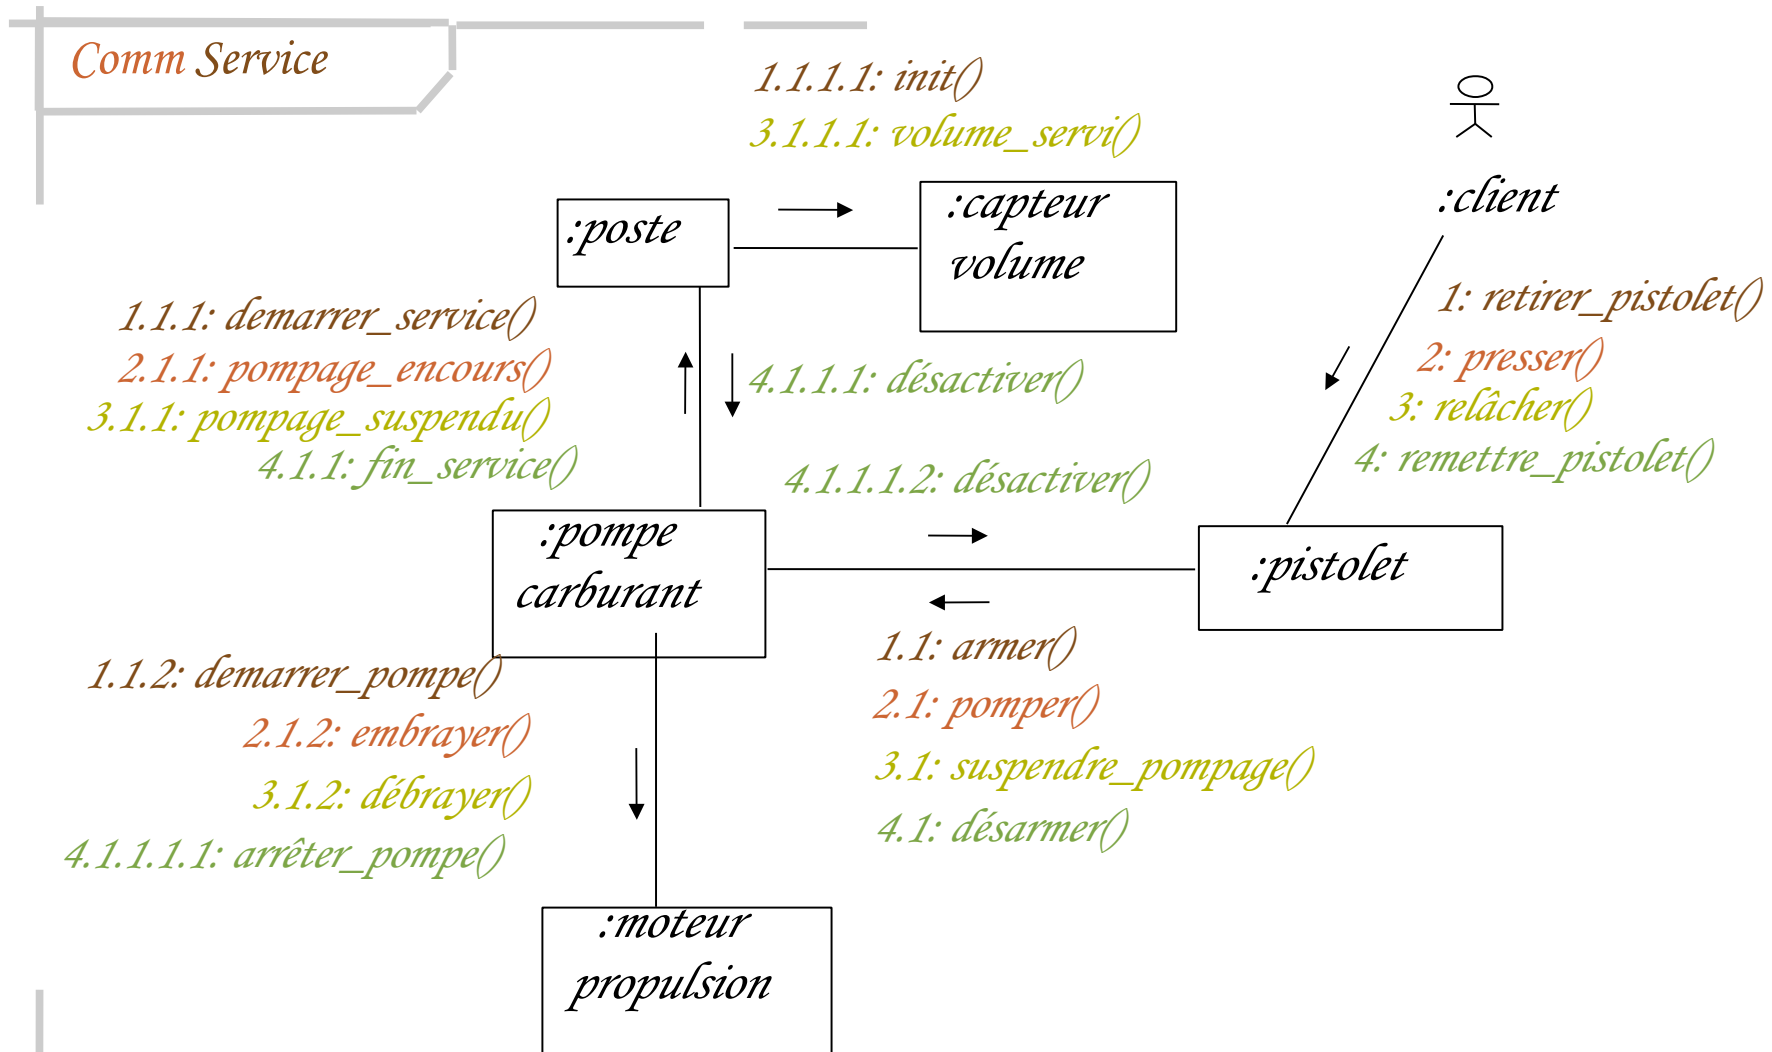 Comm Service
1.1.1.1: init()
3.1.1.1: volume_servi()
:client
:poste
:capteur
volume
1: retirer_pistolet()
2: presser()
3: relâcher()
4: remettre_pistolet()
1.1.1: demarrer_service()
2.1.1: pompage_encours()
3.1.1: pompage_suspendu()
4.1.1: fin_service()
4.1.1.1: désactiver()
4.1.1.1.2: désactiver()
:pompe
carburant
:pistolet
1.1: armer()
2.1: pomper()
3.1: suspendre_pompage()
4.1: désarmer()
1.1.2: demarrer_pompe()
2.1.2: embrayer()
3.1.2: débrayer()
4.1.1.1.1: arrêter_pompe()
:moteur
propulsion